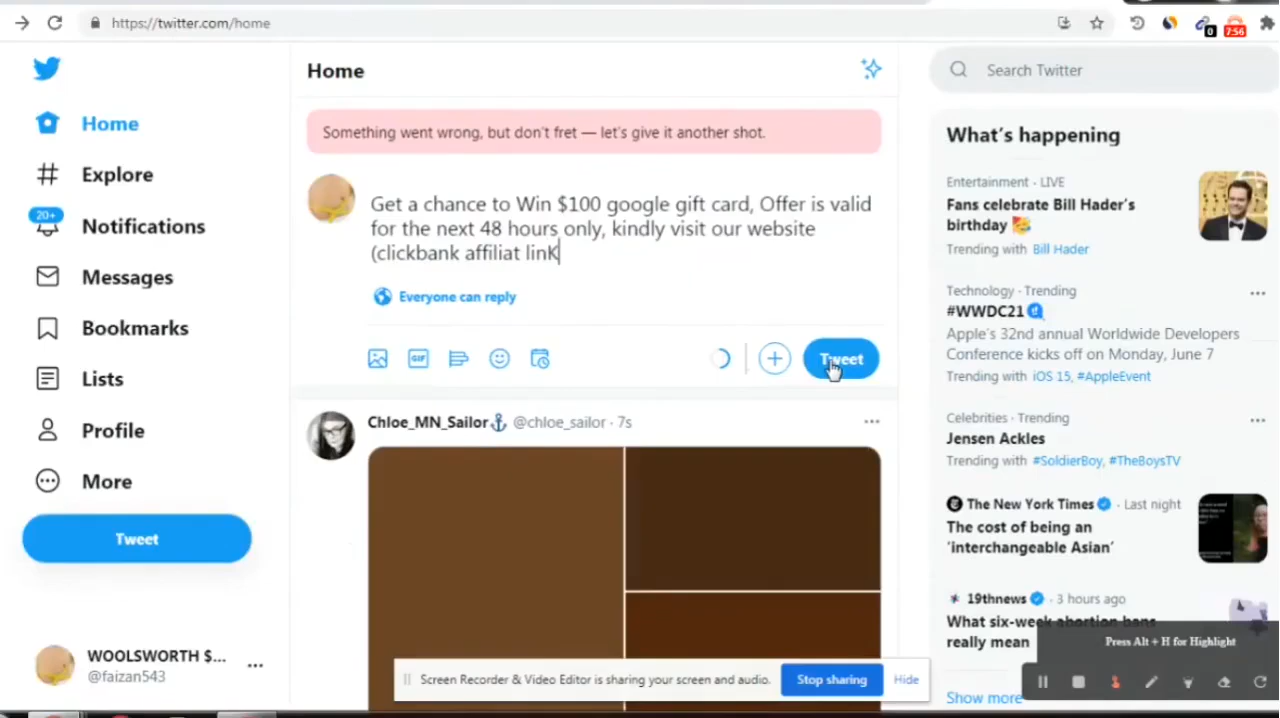 https://twitter.com/home
0
7:56
Home
Explore
20+
Notifications
Messages
Bookmarks
Lists
Profile
More
Tweet
WOOLSWORTH $...
@faizan543
Home
Something went wrong, but don't fret — let's give it another shot.
Get a chance to Win $100 google gift card, Offer is valid
for the next 48 hours only, kindly visit our website
(clickbank affiliat link
Everyone can reply
GIF
Tweet
Chloe_MN_Sailor @chloe_sailor · 7s
Screen Recorder & Video Editor is sharing your screen and audio.
Stop sharing
Hide
Search Twitter
What's happening
Entertainment · LIVE
Fans celebrate Bill Hader's
birthday
Trending with Bill Hader
Technology · Trending
#WWDC21
Apple's 32nd annual Worldwide Developers
Conference kicks off on Monday, June 7
Trending with iOS 15, #AppleEvent
Celebrities · Trending
Jensen Ackles
Trending with #SoldierBoy, #TheBoysTV
The New York Times · Last night
The cost of being an
'interchangeable Asian'
19thnews · 3 hours ago
What six-week abortion bans
really mean
Press Alt + H for Highlight
Show more